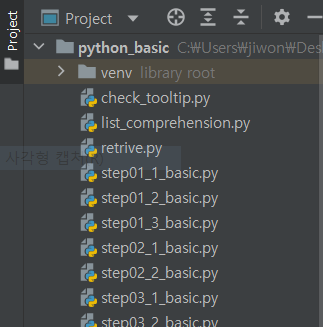 Project
Project
python_basic C:₩Users₩jiwon₩Des
venv library root
check_tooltip.py
list_comprehension.py
retrive.py
사각형 캡처
step01_1_basic.py
step01_2_basic.py
step01_3_basic.py
step02_1_basic.py
step02_2_basic.py
step03_1_basic.py
step03_2_basic.py